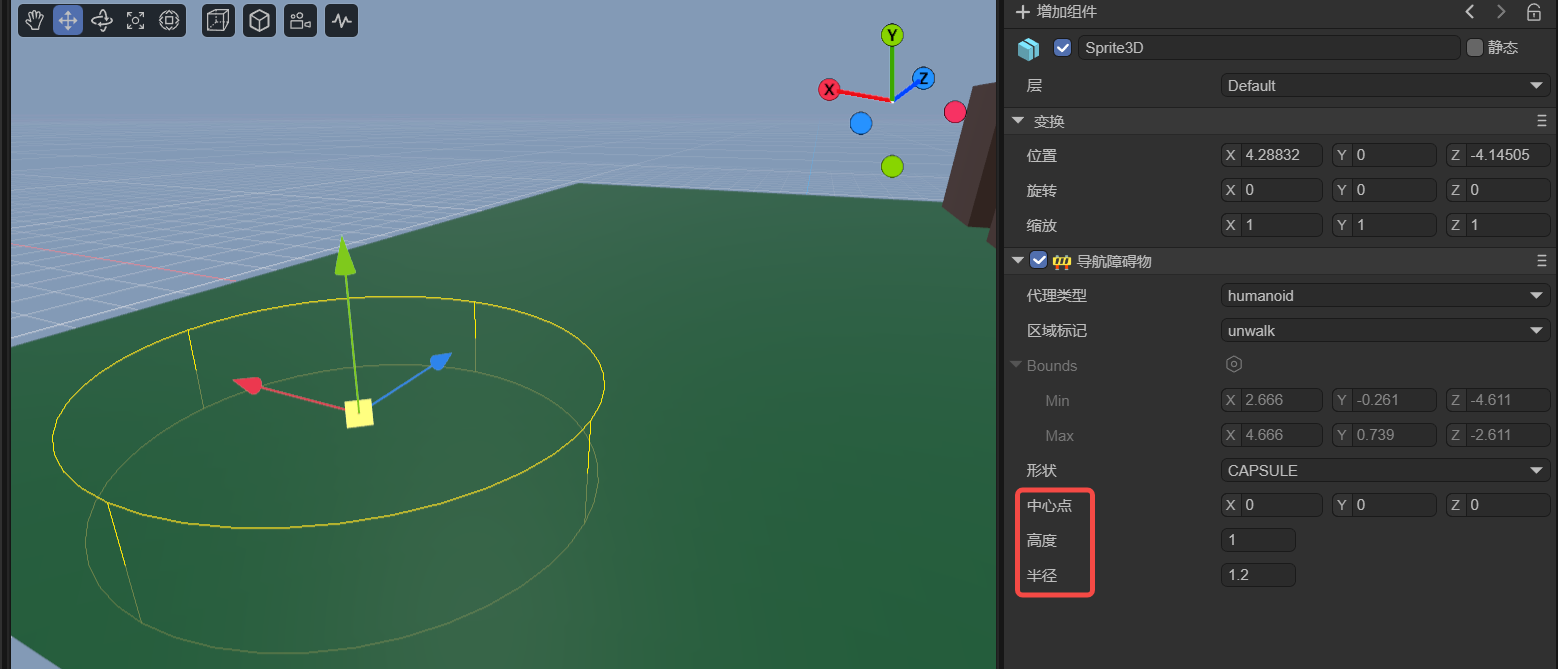 增加组件
Sprite3D 静态
层 Default
变换
位置 X 4.28832 Y 0 Z -4.14505
旋转 X 0 Y 0 Z 0
缩放 X 1 Y 1 Z 1
导航障碍物
代理类型 humanoid
区域标记 unwalk
Bounds
Min X 2.666 Y -0.261 Z -4.611
Max X 4.666 Y 0.739 Z -2.611
形状 CAPSULE
中心点 X 0 Y 0 Z 0
高度 1
半径 1.2
Y
Z
X